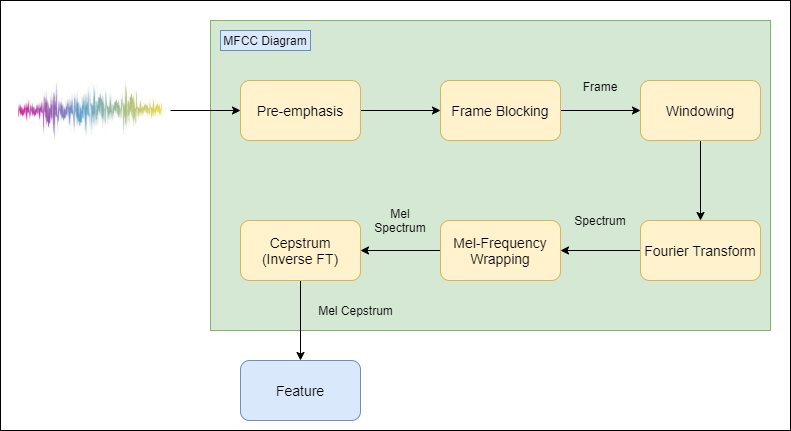 MFCC Diagram
Pre-emphasis
Frame Blocking
Frame
Windowing
Fourier Transform
Spectrum
Mel-Frequency
Wrapping
Mel
Spectrum
Cepstrum
(Inverse FT)
Mel Cepstrum
Feature